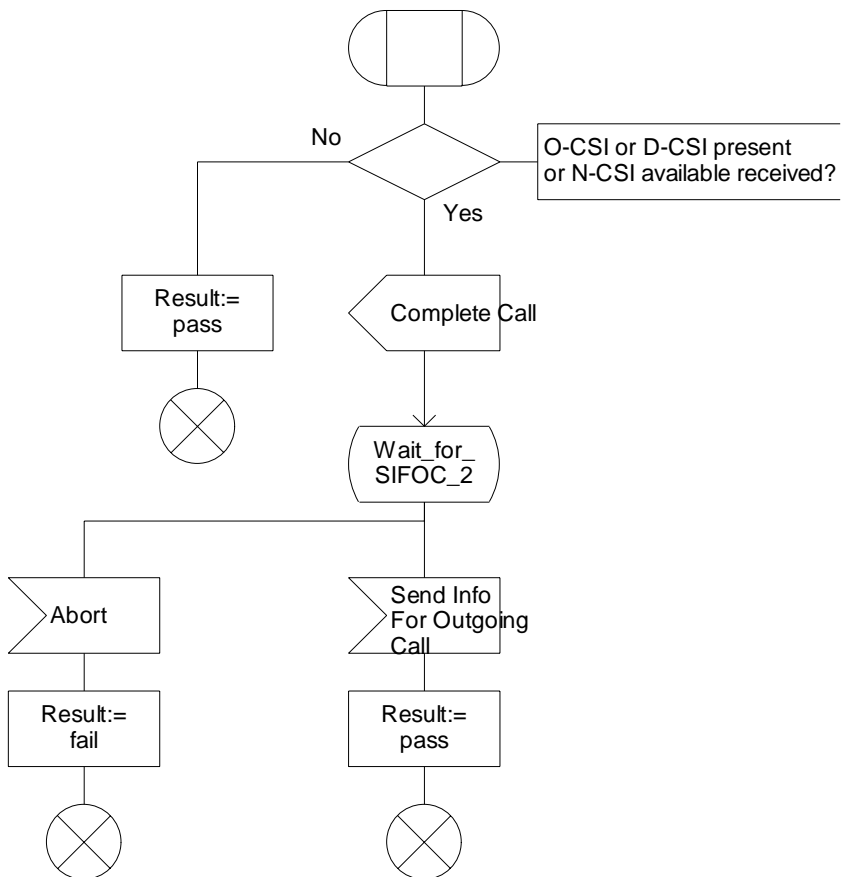 No
O-CSI or D-CSI present
or N-CSI available received?
Yes
Result:=
pass
Complete Call
Wait_for_
SIFOC_2
Abort
Send Info
For Outgoing
Call
Result:=
fail
Result:=
pass